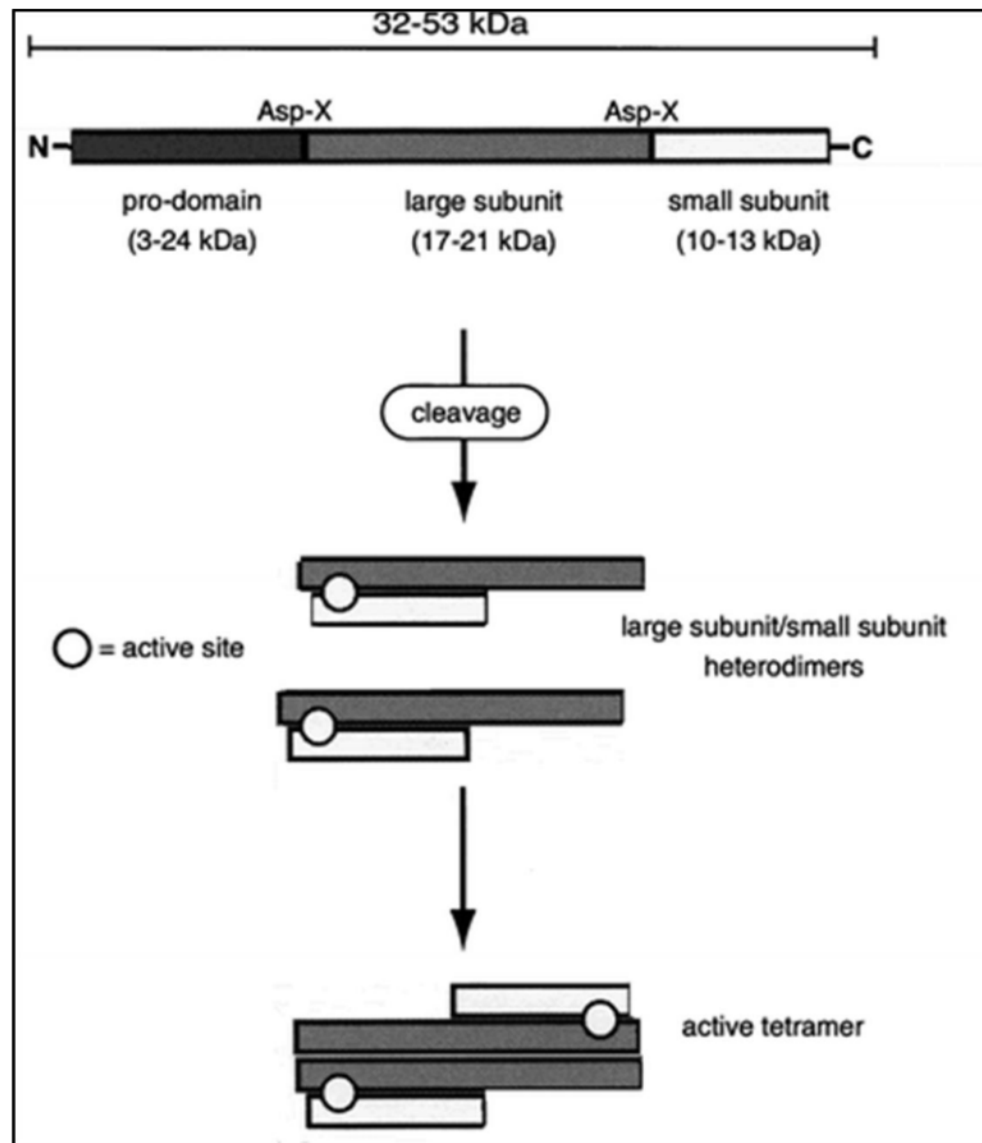 32-53 kDa
Asp-X Asp-X
N C
pro-domain large subunit small subunit
(3-24 kDa) (17-21 kDa) (10-13 kDa)
cleavage
= active site
large subunit/small subunit
heterodimers
active tetramer